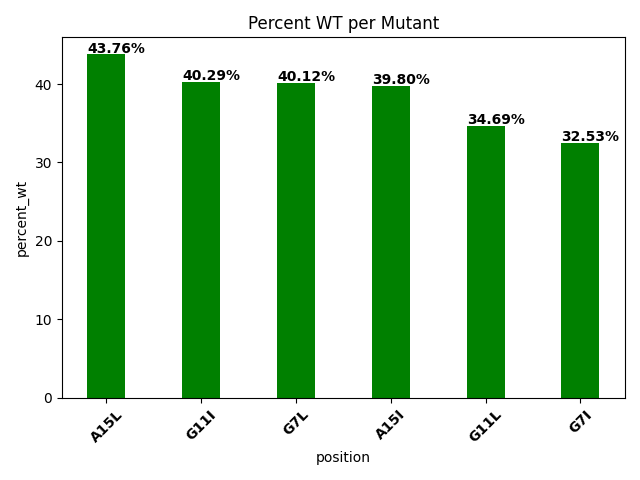 Percent WT per Mutant
43.76%
40.29%
40.12%
39.80%
34.69%
32.53%
percent_wt
40
30
20
10
0
A15L
G11I
G7L
A15I
G11L
G7I
position